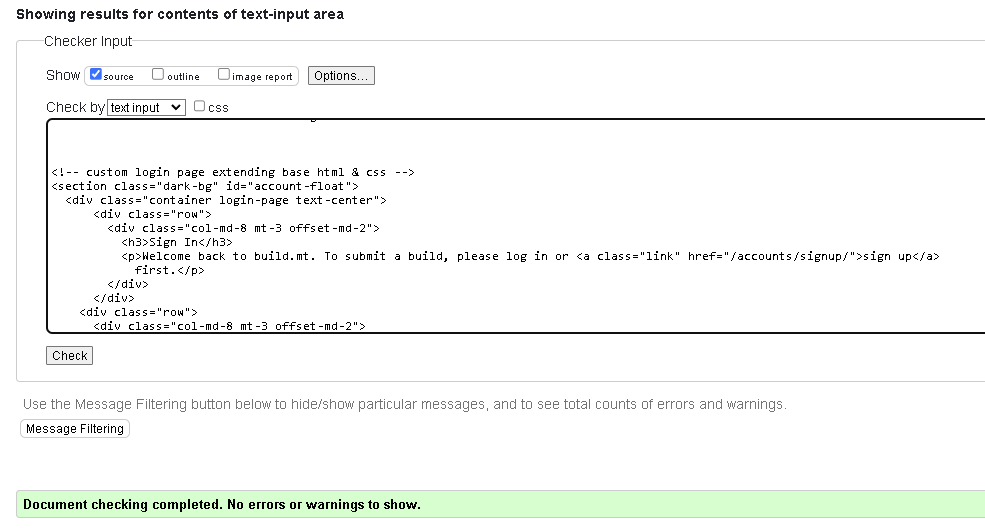 Showing results for contents of text-input area
Checker Input
Show source outline image report Options...
Check by text input css
<!-- custom login page extending base html & css -->
<section class="dark-bg" id="account-float">
<div class="container login-page text-center">
<div class="row">
<div class="col-md-8 mt-3 offset-md-2">
<h3>Sign In</h3>
<p>Welcome back to build.mt. To submit a build, please log in or <a class="link" href="/accounts/signup/">sign up</a>
first.</p>
</div>
</div>
<div class="row">
<div class="col-md-8 mt-3 offset-md-2">
Check
Use the Message Filtering button below to hide/show particular messages, and to see total counts of errors and warnings.
Message Filtering
Document checking completed. No errors or warnings to show.